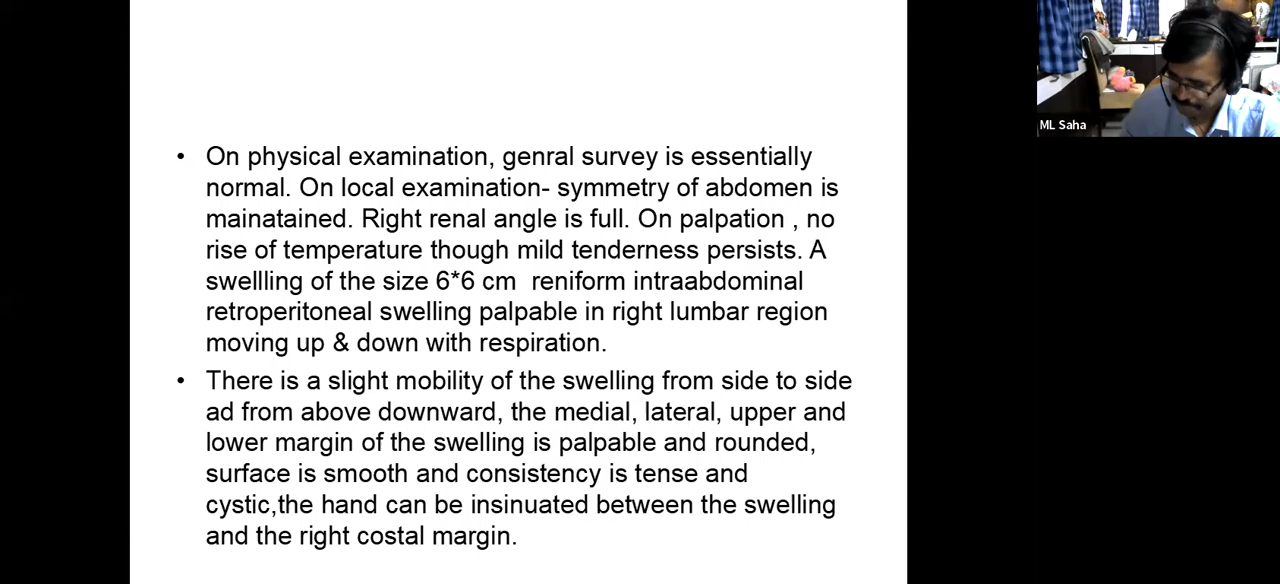 • On physical examination, genral survey is essentially
normal. On local examination- symmetry of abdomen is
mainatained. Right renal angle is full. On palpation , no
rise of temperature though mild tenderness persists. A
swellling of the size 6*6 cm  reniform intraabdominal
retroperitoneal swelling palpable in right lumbar region
moving up & down with respiration.
• There is a slight mobility of the swelling from side to side
ad from above downward, the medial, lateral, upper and
lower margin of the swelling is palpable and rounded,
surface is smooth and consistency is tense and
cystic,the hand can be insinuated between the swelling
and the right costal margin.
ML Saha